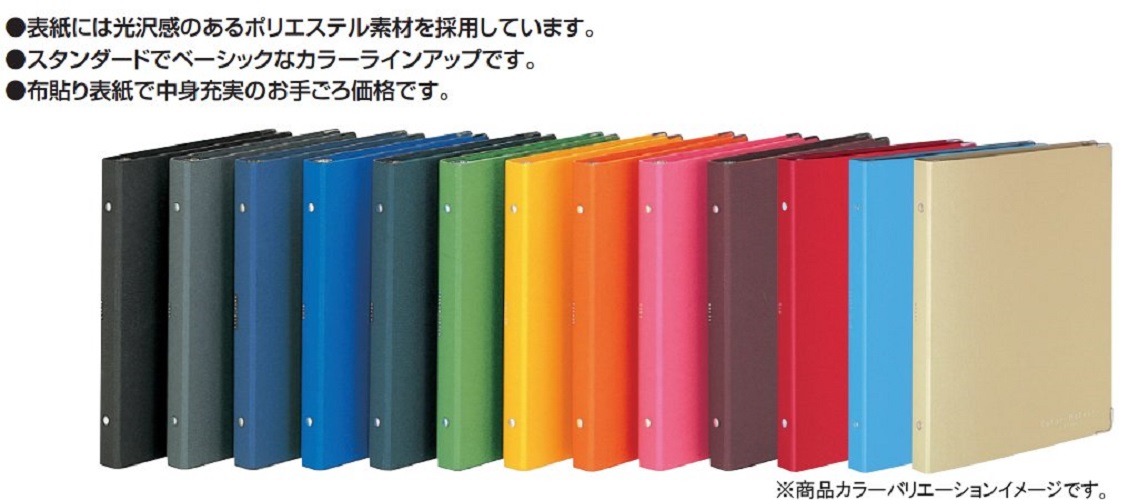 ●表紙には光沢感のあるポリエステル素材を採用しています。
●スタンダードでベーシックなカラーラインアップです。
●布貼り表紙で中身充実のお手ごろ価格です。
※商品カラーバリエーションイメージです。